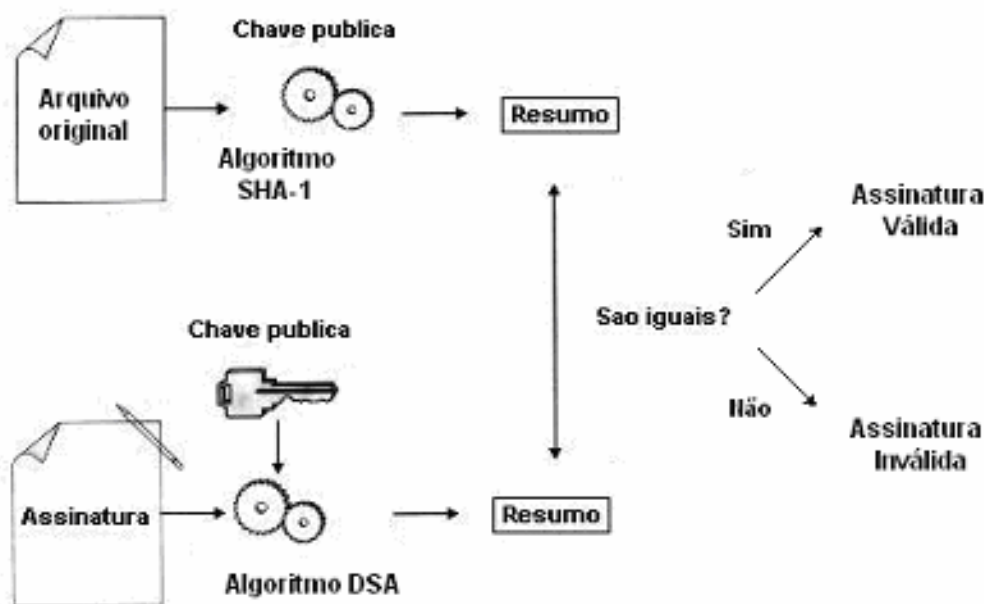 Chave publica
Arquivo
original
Algoritmo
SHA-1
Resumo
Assinatura
Válida
Sim
Sao iguais?
Não
Assinatura
Inválida
Chave publica
Assinatura
Algoritmo DSA
Resumo